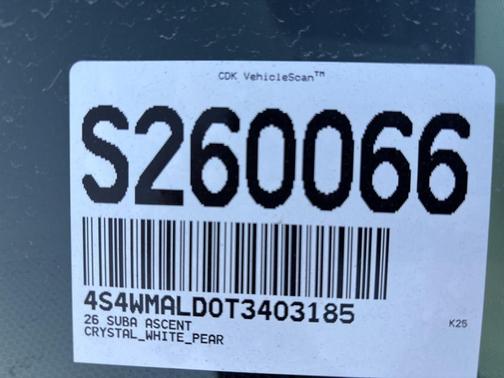 CDK VehicleScan™
S260066
4S4WMALD0T3403185
26 SUBA ASCENT
CRYSTAL_WHITE_PEAR
K25